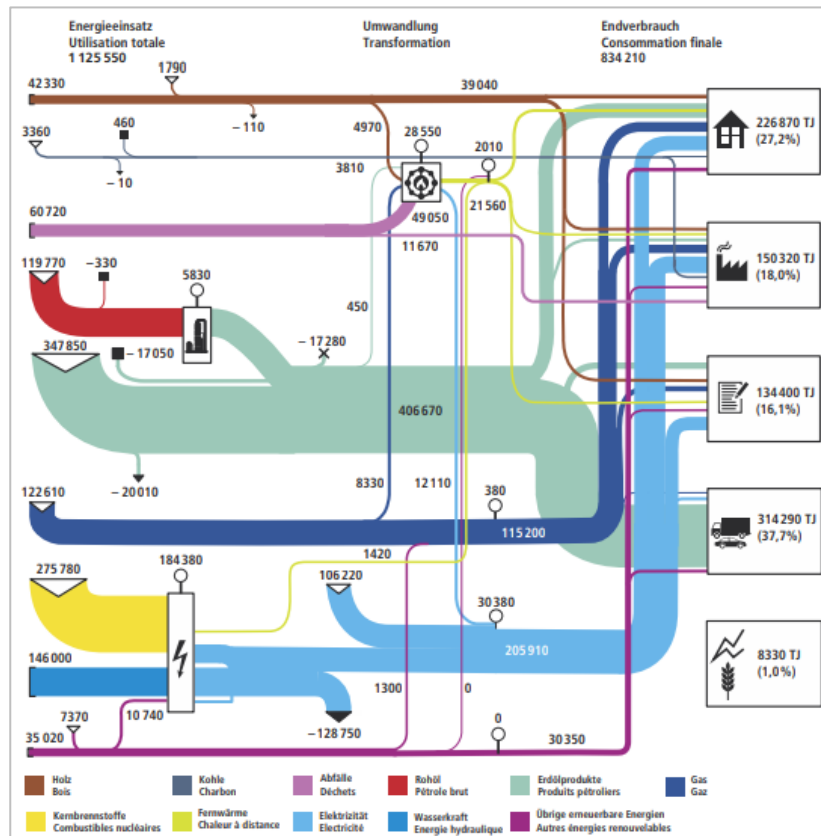 Energieeinsatz
Utilisation totale
1 125 550
Umwandlung
Transformation
Endverbrauch
Consommation finale
834 210
1790
42 330
39 040
-110
4970
3360
460
28 550
2010
226 870 TJ
(27,2%)
-10
3810
49 050
21 560
60 720
11 670
119 770
-330
5830
450
150 320 TJ
(18,0%)
347 850
-17 050
-17 280
406 670
134 400 TJ
(16,1%)
-20 010
8330
12 110
380
122 610
115 200
314 290 TJ
(37,7%)
1420
184 380
275 780
106 220
30 380
205 910
8330 TJ
(1,0%)
146 000
1300
0
7370
10 740
-128 750
0
35 020
30 350
Holz
Bois
Kohle
Charbon
Abfälle
Déchets
Rohöl
Pétrole brut
Erdölprodukte
Produits pétroliers
Gas
Gaz
Kernbrennstoffe
Combustibles nucléaires
Fernwärme
Chaleur à distance
Elektrizität
Electricité
Wasserkraft
Energie hydraulique
Übrige erneuerbare Energien
Autres énergies renouvelables